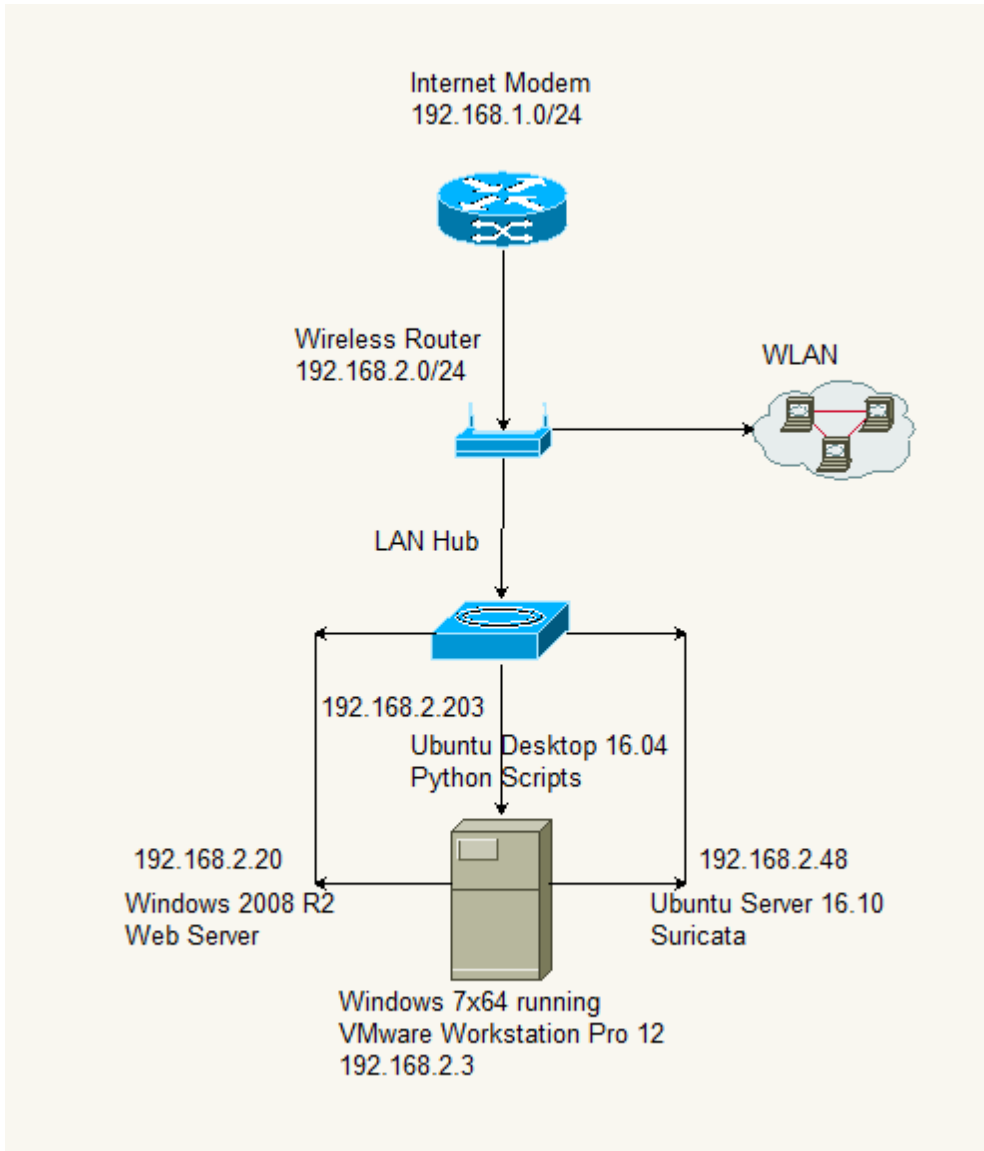 Internet Modem
192.168.1.0/24
Wireless Router
192.168.2.0/24
WLAN
LAN Hub
192.168.2.203
Ubuntu Desktop 16.04
Python Scripts
192.168.2.20
Windows 2008 R2
Web Server
192.168.2.48
Ubuntu Server 16.10
Suricata
Windows 7x64 running
VMware Workstation Pro 12
192.168.2.3